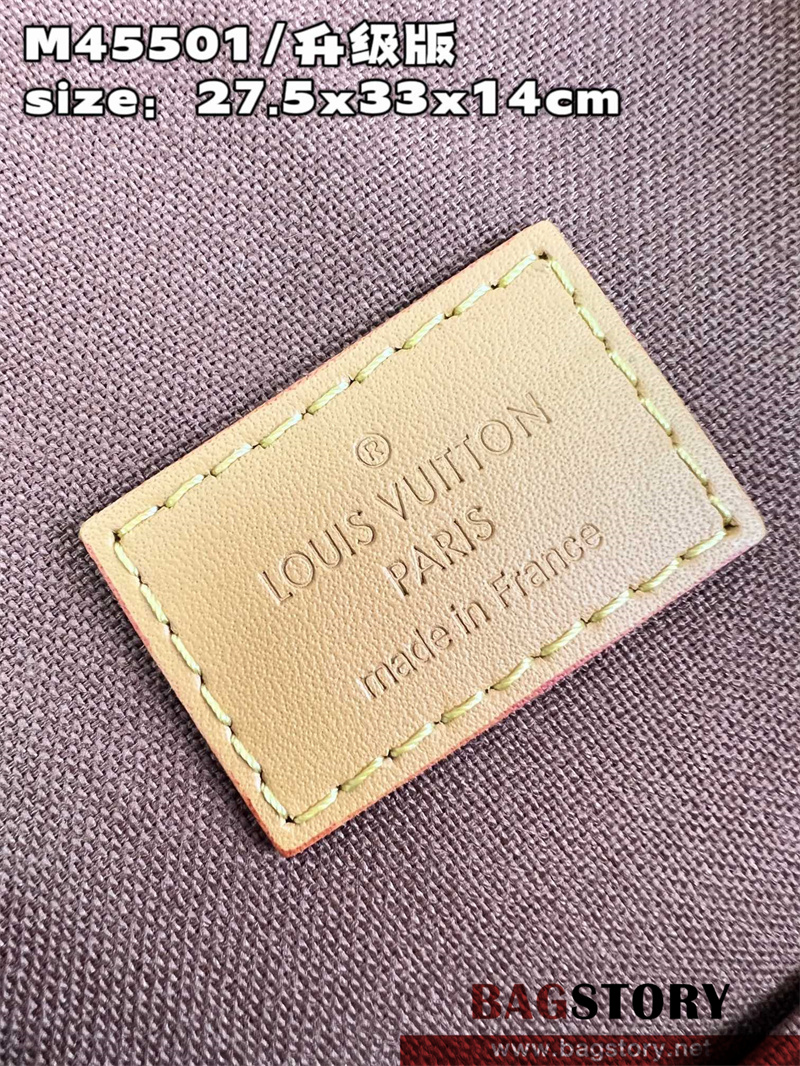 M45501/升级版
size：27.5x33x14cm
®
LOUIS VUITTON
PARIS
made in France
BAGSTORY
www.bagstory.net